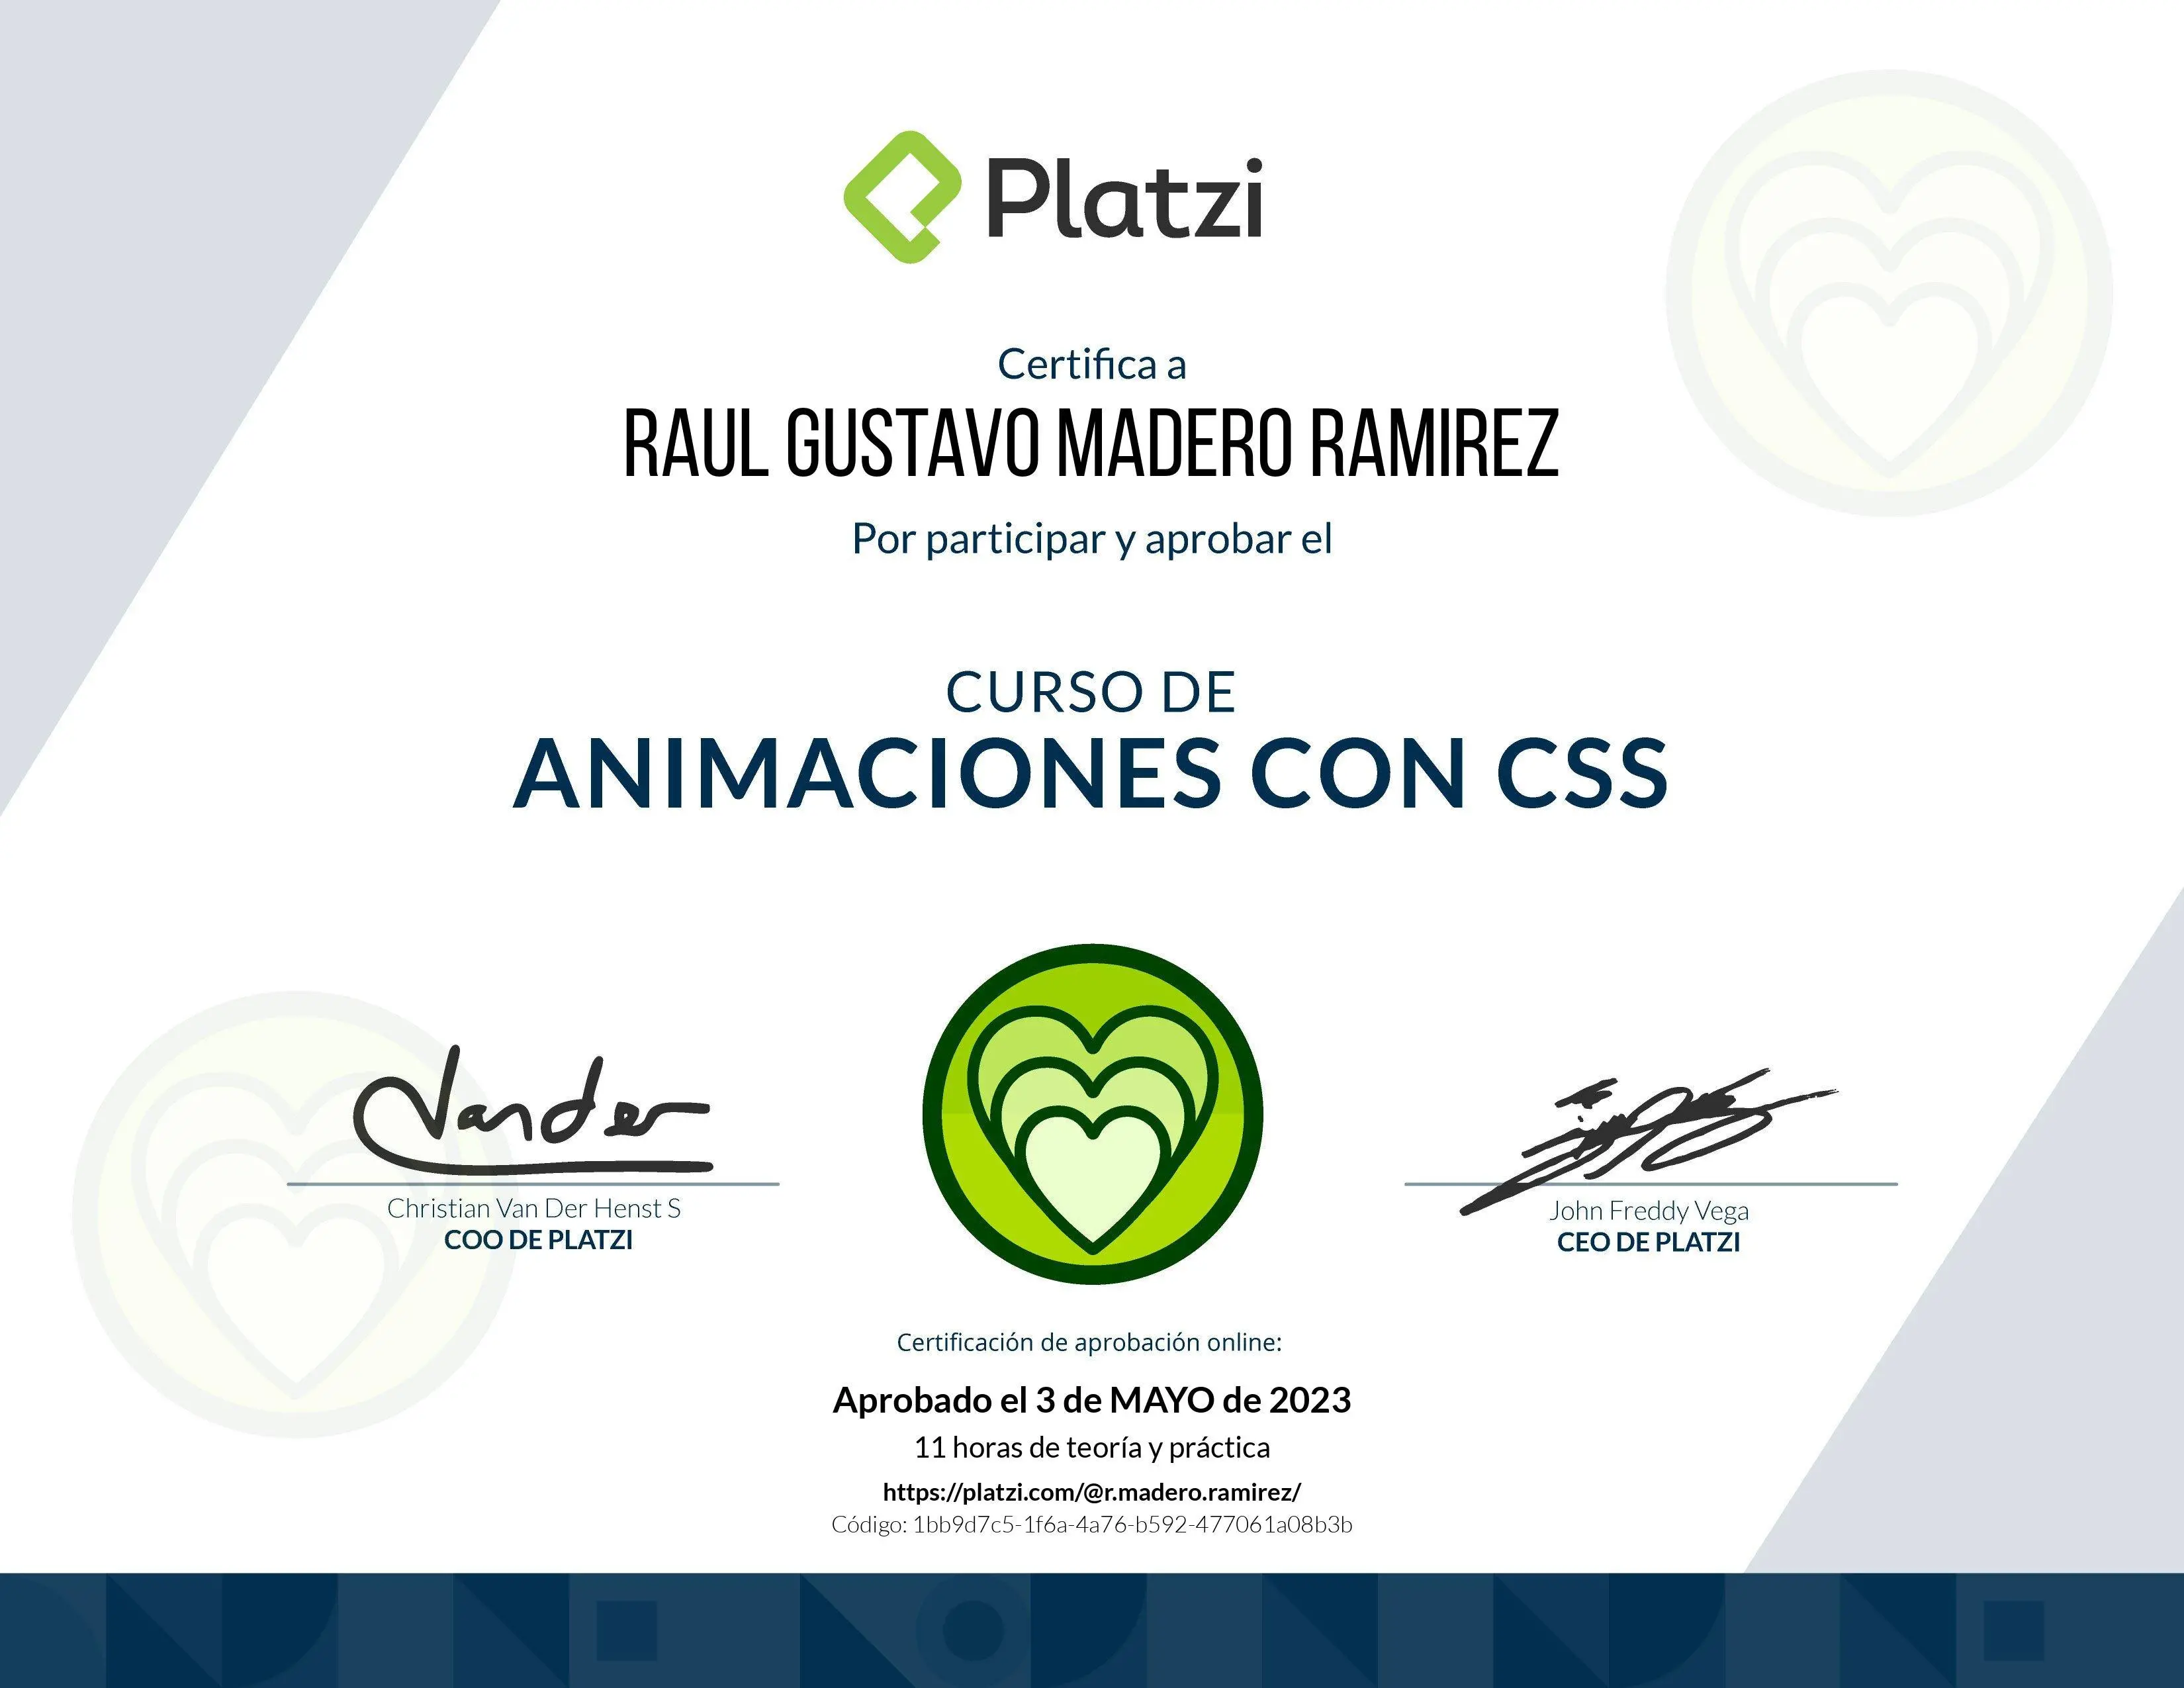 Platzi
Certifica a
RAUL GUSTAVO MADERO RAMIREZ
Por participar y aprobar el
CURSO DE
ANIMACIONES CON CSS
Vander
Christian Van Der Henst S
COO DE PLATZI
John Freddy Vega
CEO DE PLATZI
Certificación de aprobación online:
Aprobado el 3 de MAYO de 2023
11 horas de teoría y práctica
https://platzi.com/@r.madero.ramirez/
Código: 1bb9d7c5-1f6a-4a76-b592-477061a08b3b